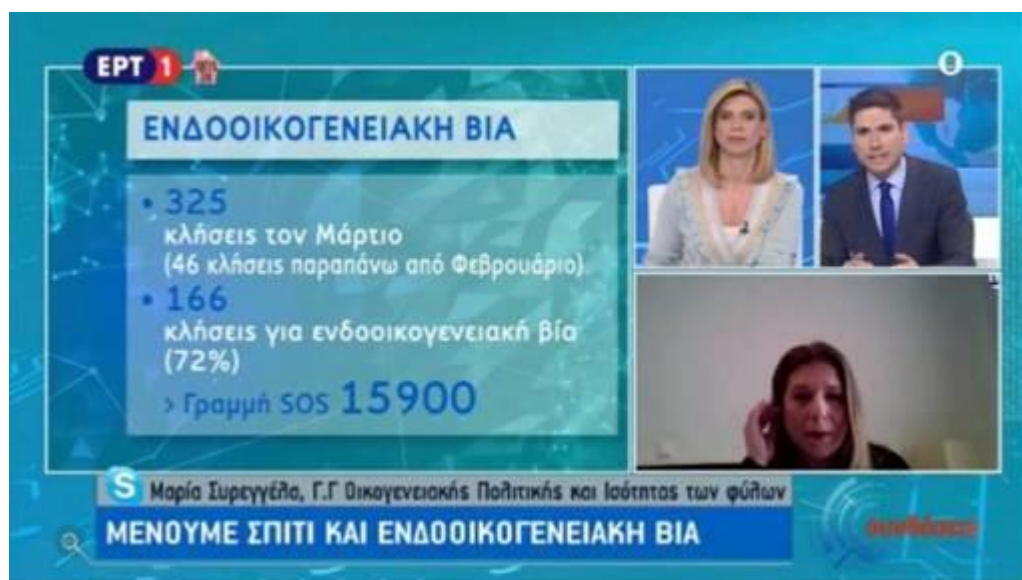 ΕΡΤ 1
ΕΝΔΟΟΙΚΟΓΕΝΕΙΑΚΗ ΒΙΑ
• 325
κλήσεις τον Μάρτιο
(46 κλήσεις παραπάνω από Φεβρουάριο)
• 166
κλήσεις για ενδοοικογενειακή βία
(72%)
> Γραμμή SOS 15900
S Μαρία Συρεγγέλα, Γ.Γ Οικογενειακής Πολιτικής και Ισότητας των φύλων
ΜΕΝΟΥΜΕ ΣΠΙΤΙ ΚΑΙ ΕΝΔΟΟΙΚΟΓΕΝΕΙΑΚΗ ΒΙΑ
συνδέσεις